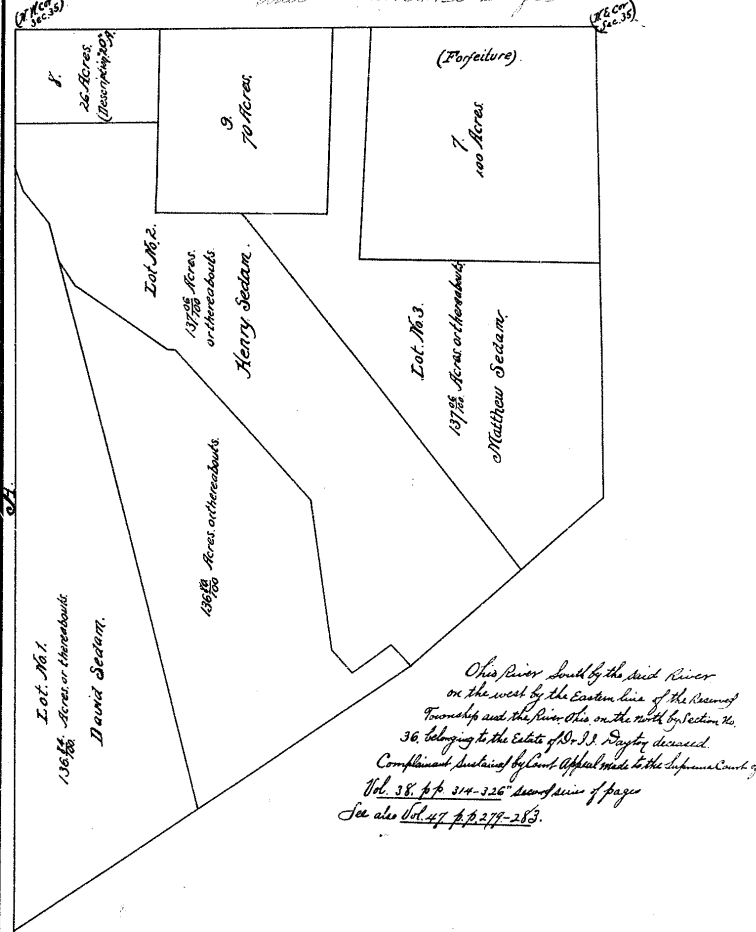 (N.W. Cor
Sec. 35)
(N.E. Cor
Sec. 35)
8.
26 Acres.
(Description 20"
9.
70 Acres.
(Forfeiture).
7.
100 Acres.
Lot No. 2.
137 06/100 Acres.
or thereabouts
Henry Sedam.
Lot. No. 3.
137 06/100 Acres or thereabouts,
Matthew Sedam,
A.
136 80/100 Acres. or thereabouts.
Lot. No. 1.
136 84/100 Acres, or thereabouts.
David Sedam.
Ohio River South by the said River
on the west by the Eastern line of the Reserved
Township and the River Ohio, on the north by Section No.
36, belonging to the Estate of Dr. Dayton deceased.
Complainant Sustained by Court Appeal made to the Supreme Court of
Vol. 38. pp. 314-326" second series of pages
See also Vol. 47. p.p. 279-283.